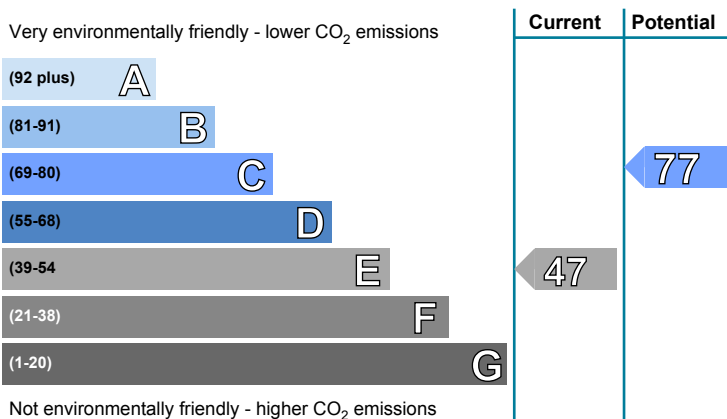 Current Potential
Very environmentally friendly - lower CO2 emissions
(92 plus) A
(81-91) B
(69-80) C 77
(55-68) D
(39-54 E 47
(21-38) F
(1-20) G
Not environmentally friendly - higher CO2 emissions